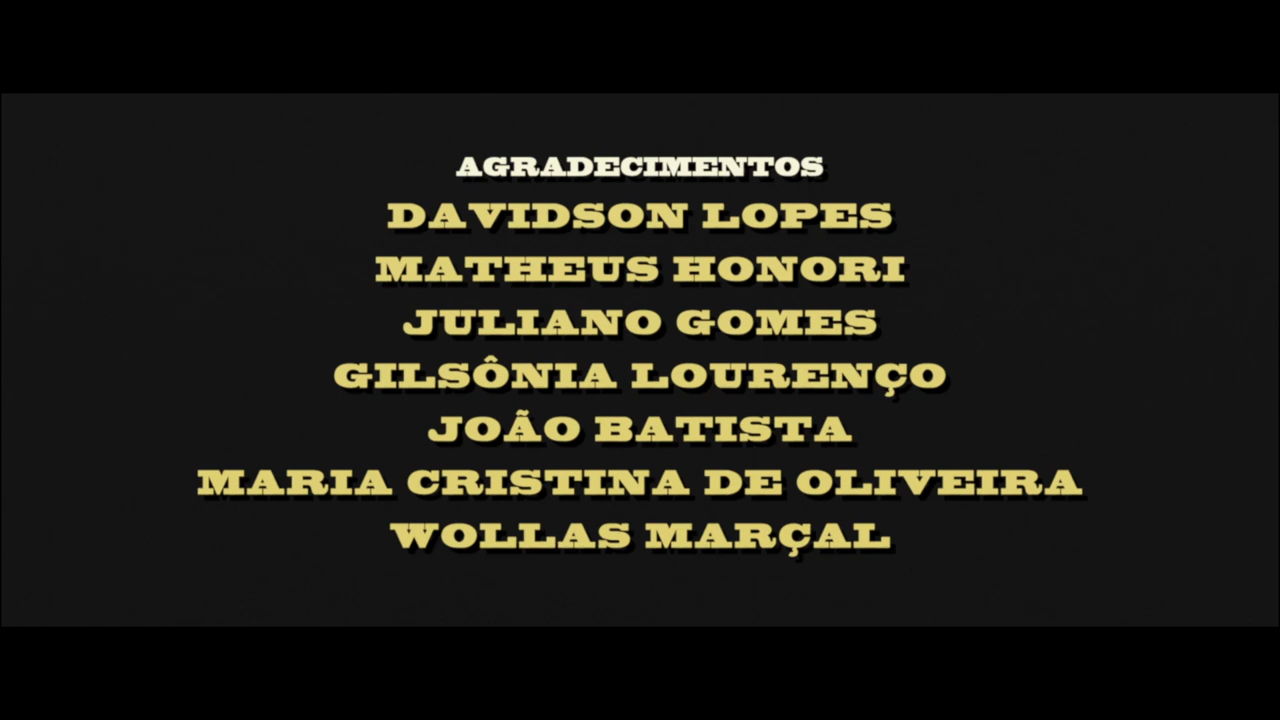 AGRADECIMENTOS
DAVIDSON LOPES
MATHEUS HONORI
JULIANO GOMES
GILSÔNIA LOURENÇO
JOÃO BATISTA
MARIA CRISTINA DE OLIVEIRA
WOLLAS MARÇAL